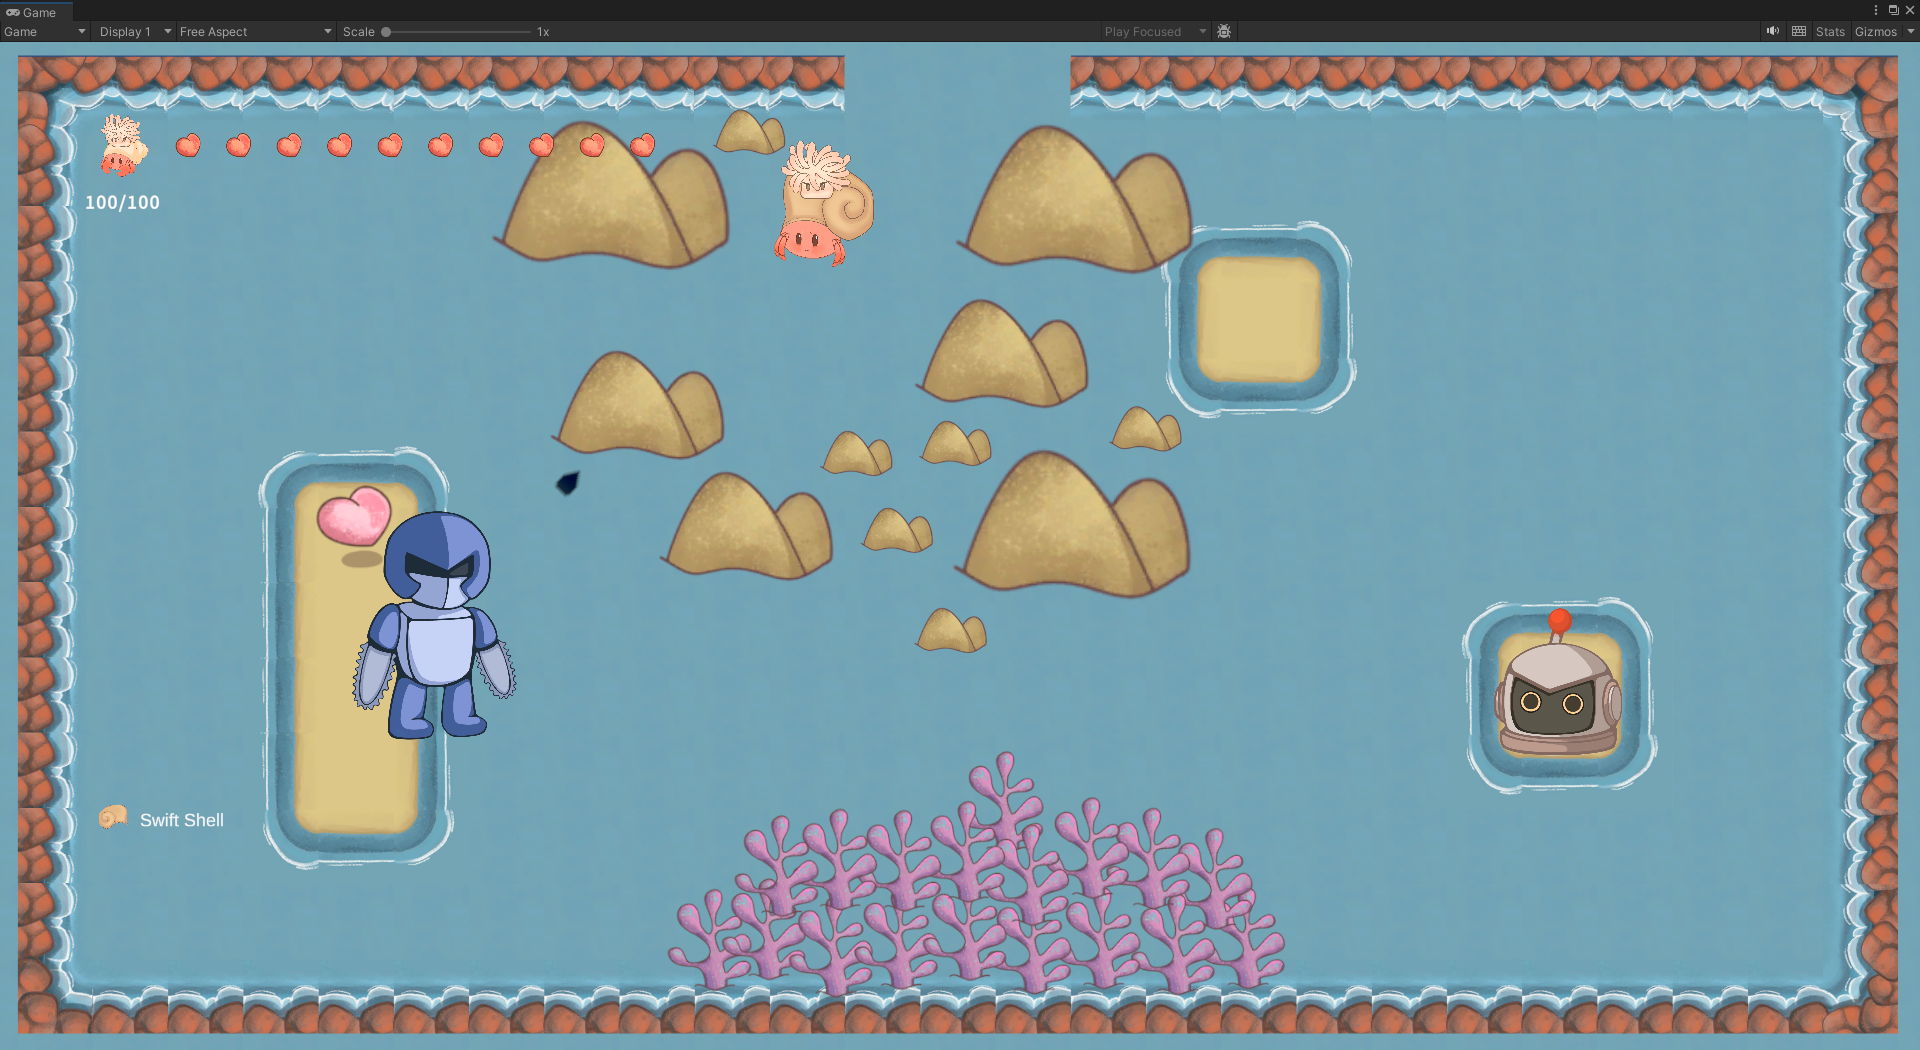 Game
Game Display 1 Free Aspect Scale 1x Play Focused Stats Gizmos
100/100
Swift Shell